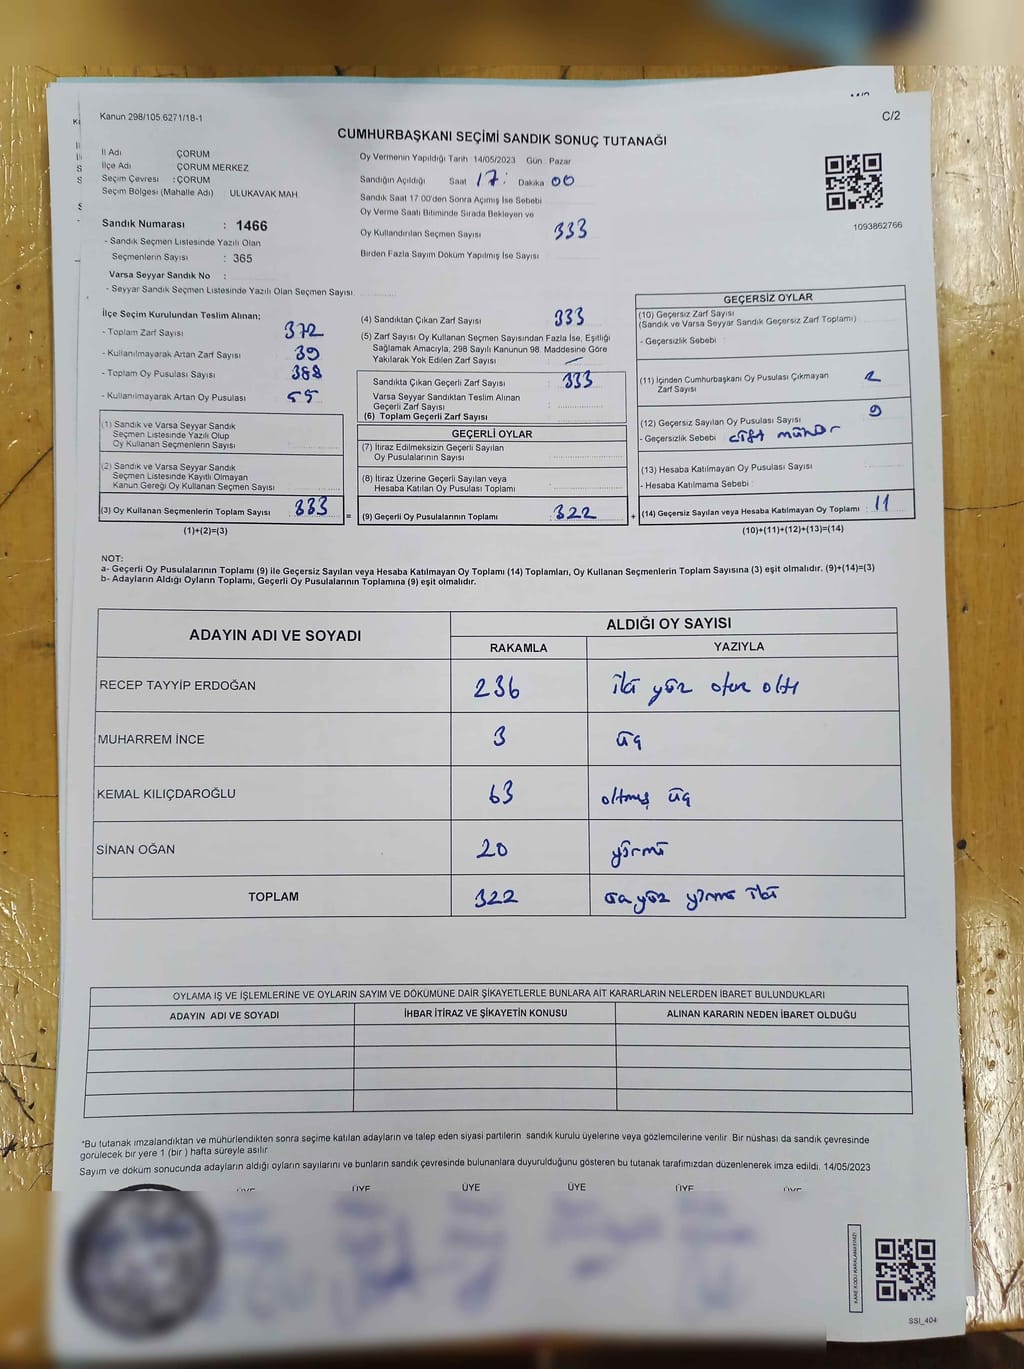 Kanun 298/105,6271/18-1
C/2
CUMHURBAŞKANI SEÇİMİ SANDIK SONUÇ TUTANAĞI
İl Adı ÇORUM
İlçe Adı ÇORUM MERKEZ
Seçim Çevresi : ÇORUM
Seçim Bölgesi (Mahalle Adı) : ULUKAVAK MAH.
Sandık Numarası : 1466
- Sandık Seçmen Listesinde Yazılı Olan
Seçmenlerin Sayısı : 365
Varsa Seyyar Sandık No :
- Seyyar Sandık Seçmen Listesinde Yazılı Olan Seçmen Sayısı
Oy Vermenin Yapıldığı Tarih 14/05/2023 Gün Pazar
Sandığın Açıldığı Saat 17: Dakika 00
Sandık Saat 17 00'den Sonra Açımış İse Sebebi
Oy Verme Saati Bitiminde Sırada Bekleyen ve
Oy Kullandırılan Seçmen Sayısı 333
Birden Fazla Sayım Döküm Yapılmış İse Sayısı
1093862766
İlçe Seçim Kurulundan Teslim Alınan:
- Toplam Zarf Sayısı 372
- Kullanılmayarak Artan Zarf Sayısı 39
- Toplam Oy Pusulası Sayısı 388
- Kullanılmayarak Artan Oy Pusulası 55
(1) Sandık ve Varsa Seyyar Sandık
Seçmen Listesinde Yazılı Olup
Oy Kullanan Seçmenlerin Sayısı
(2) Sandık ve Varsa Seyyar Sandık
Seçmen Listesinde Kayıtlı Olmayan
Kanun Gereği Oy Kullanan Seçmen Sayısı
(3) Oy Kullanan Seçmenlerin Toplam Sayısı : 333
(1)+(2)=(3)
(4) Sandıktan Çıkan Zarf Sayısı 333
(5) Zarf Sayısı Oy Kullanan Seçmen Sayısından Fazla İse, Eşitliği
Sağlamak Amacıyla, 298 Sayılı Kanunun 98. Maddesine Göre
Yakılarak Yok Edilen Zarf Sayısı —
Sandıkta Çıkan Geçerli Zarf Sayısı : 333
Varsa Seyyar Sandıktan Teslim Alınan
Geçerli Zarf Sayısı
(6) Toplam Geçerli Zarf Sayısı
GEÇERLİ OYLAR
(7) İtiraz Edilmeksizin Geçerli Sayılan
Oy Pusulalarının Sayısı
(8) İtiraz Üzerine Geçerli Sayılan veya
Hesaba Katılan Oy Pusulası Toplamı
= (9) Geçerli Oy Pusulalarının Toplamı : 322
GEÇERSİZ OYLAR
(10) Geçersiz Zarf Sayısı
(Sandık ve Varsa Seyyar Sandık Geçersiz Zarf Toplamı)
- Geçersizlik Sebebi
(11) İçinden Cumhurbaşkanı Oy Pusulası Çıkmayan 2
Zarf Sayısı
(12) Geçersiz Sayılan Oy Pusulası Sayısı 9
- Geçersizlik Sebebi çift mühür
(13) Hesaba Katılmayan Oy Pusulası Sayısı
- Hesaba Katılmama Sebebi
+ (14) Geçersiz Sayılan veya Hesaba Katılmayan Oy Toplamı : 11
(10)+(11)+(12)+(13)=(14)
NOT:
a- Geçerli Oy Pusulalarının Toplamı (9) ile Geçersiz Sayılan veya Hesaba Katılmayan Oy Toplamı (14) Toplamları, Oy Kullanan Seçmenlerin Toplam Sayısına (3) eşit olmalıdır. (9)+(14)=(3)
b- Adayların Aldığı Oyların Toplamı, Geçerli Oy Pusulalarının Toplamına (9) eşit olmalıdır.
ADAYIN ADI VE SOYADI ALDIĞI OY SAYISI
RAKAMLA YAZIYLA
RECEP TAYYİP ERDOĞAN 236 iki yüz otuz altı
MUHARREM İNCE 3 üç
KEMAL KILIÇDAROĞLU 63 altmış üç
SİNAN OĞAN 20 yirmi
TOPLAM 322 üç yüz yirmi iki
OYLAMA İŞ VE İŞLEMLERİNE VE OYLARIN SAYIM VE DÖKÜMÜNE DAİR ŞİKAYETLERLE BUNLARA AİT KARARLARIN NELERDEN İBARET BULUNDUKLARI
ADAYIN ADI VE SOYADI İHBAR İTİRAZ VE ŞİKAYETİN KONUSU ALINAN KARARIN NEDEN İBARET OLDUĞU
*Bu tutanak imzalandıktan ve mühürlendikten sonra seçime katılan adayların ve talep eden siyasi partilerin sandık kurulu üyelerine veya gözlemcilerine verilir. Bir nüshası da sandık çevresinde
görülecek bir yere 1 (bir ) hafta süreyle asılır.
Sayım ve döküm sonucunda adayların aldığı oyların sayılarını ve bunların sandık çevresinde bulunanlara duyurulduğunu gösteren bu tutanak tarafımızdan düzenlenerek imza edildi. 14/05/2023
ÜYE ÜYE ÜYE ÜYE ÜYE ÜYE
KARE KODU KARALAMAYINIZ!
SSI_404